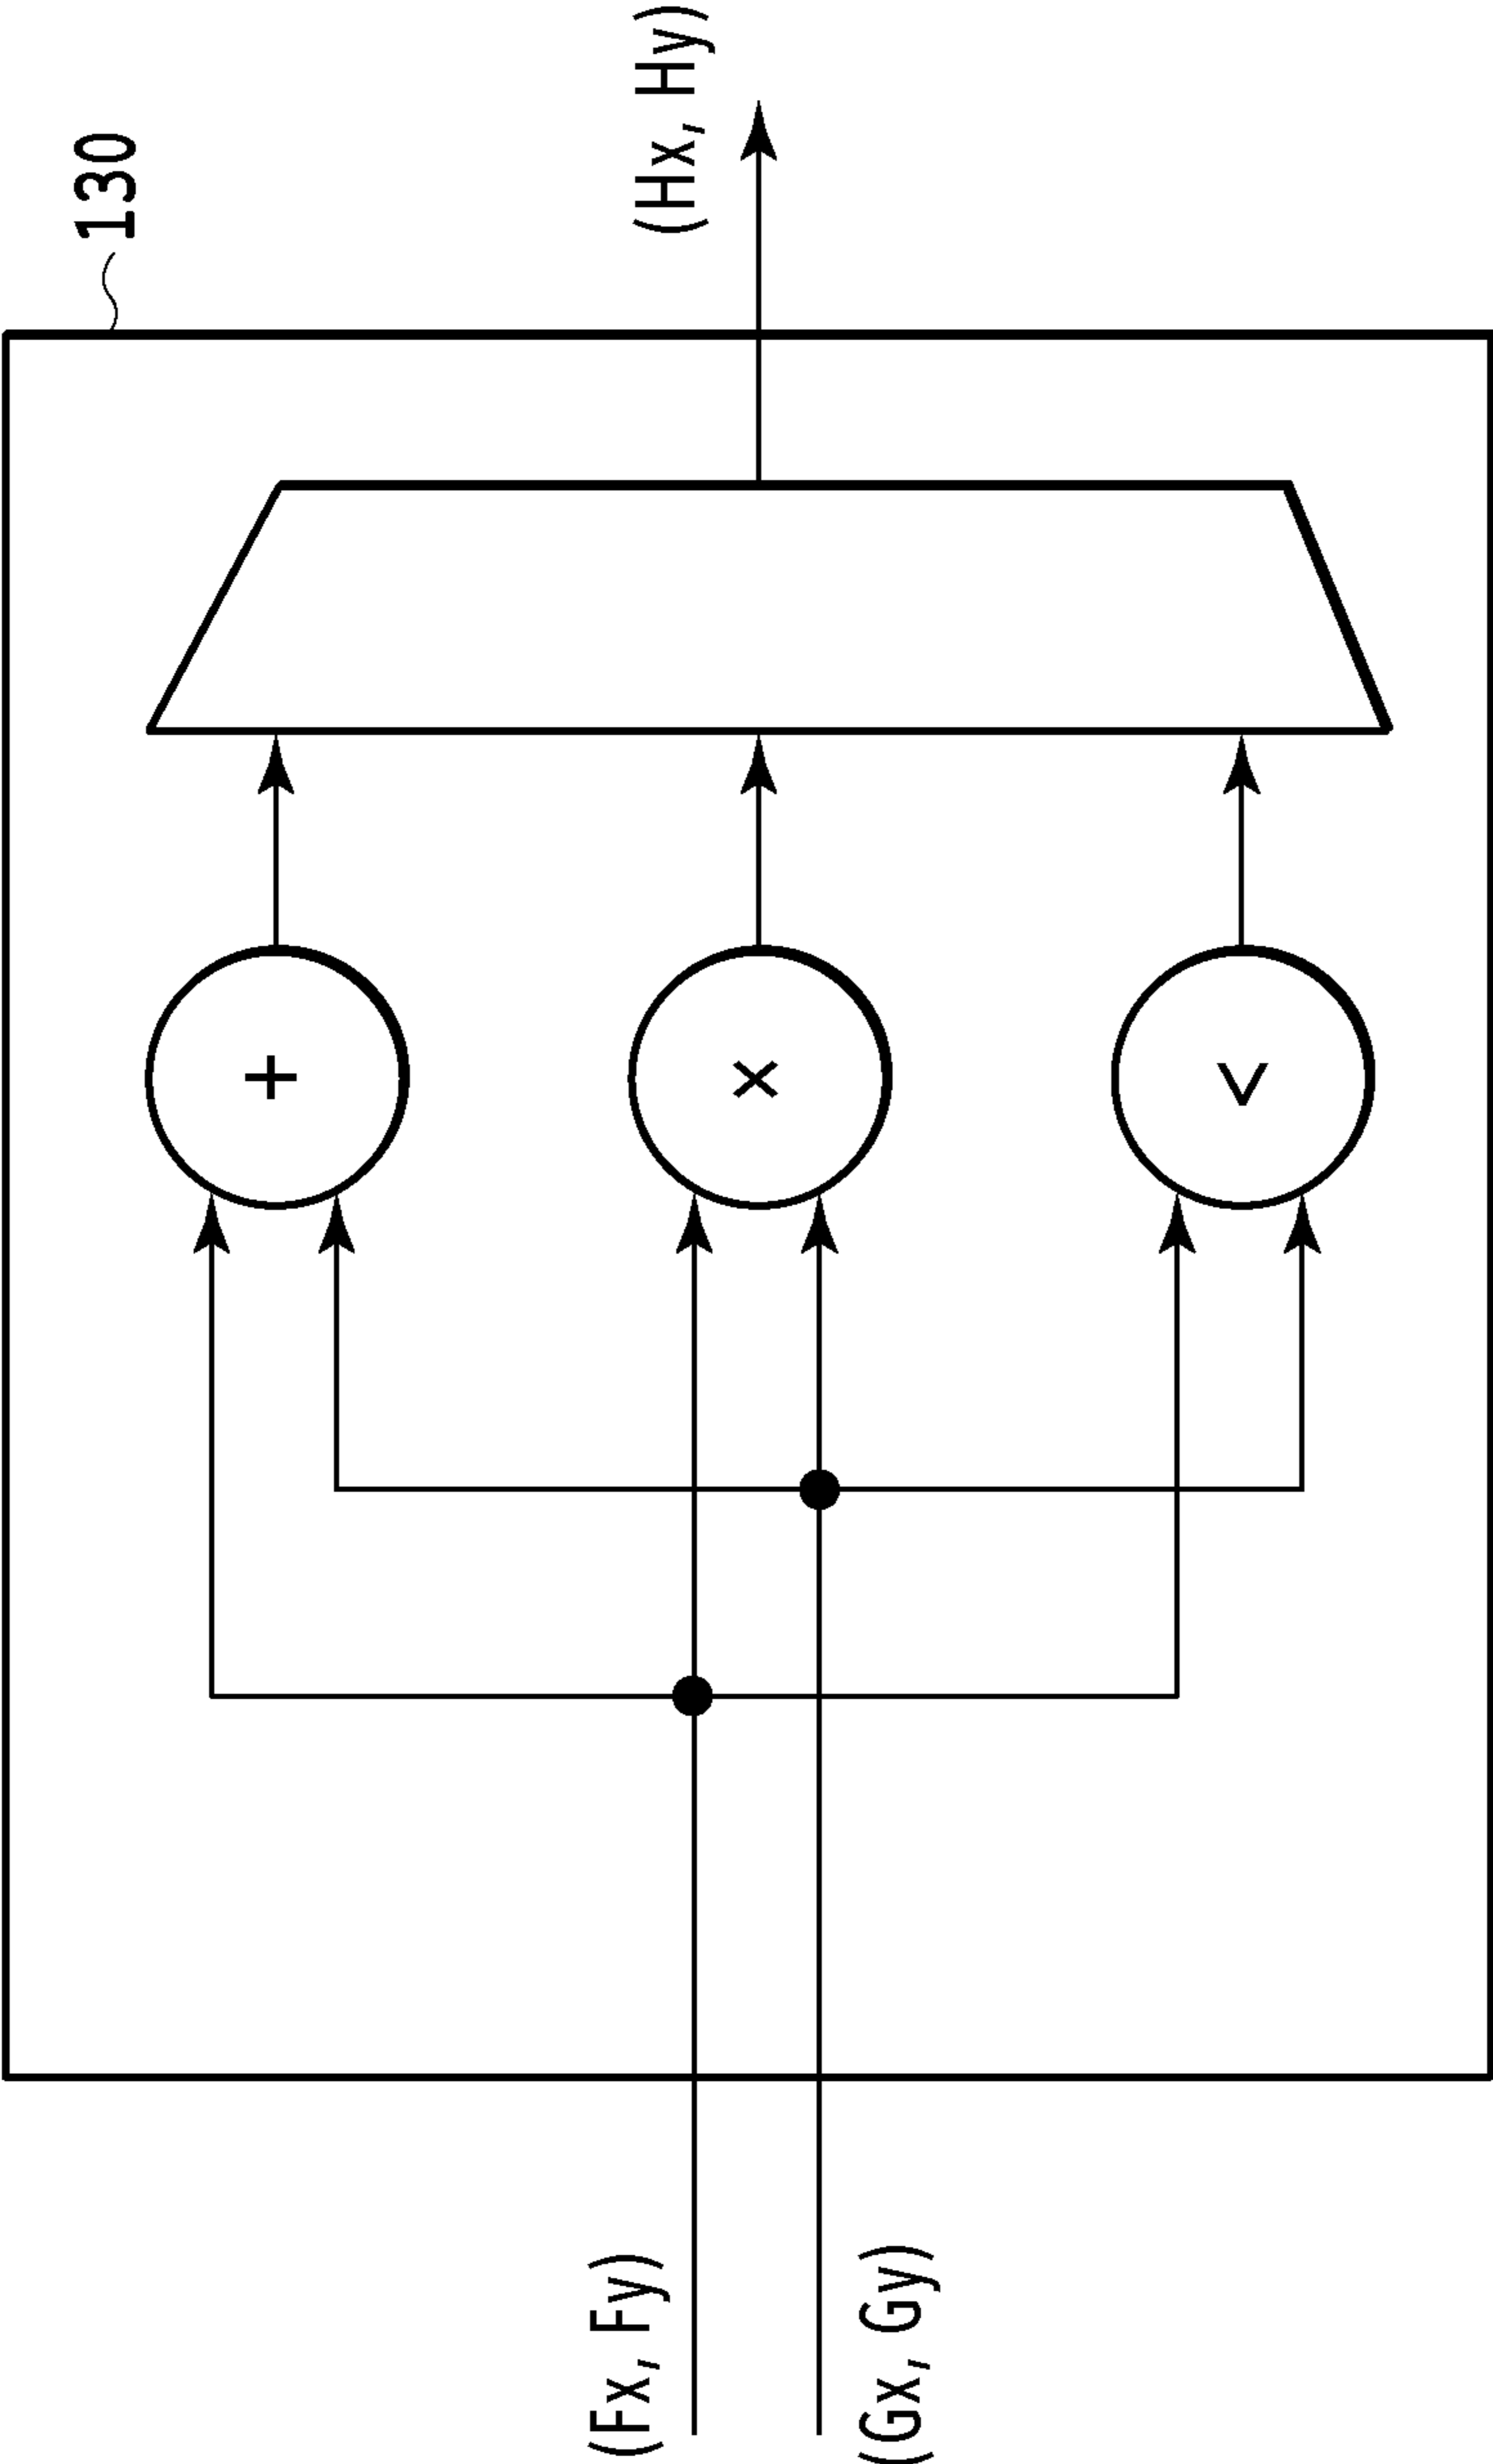 130
+
(Fx, Fy)
(Hx, Hy)
×
(Gx, Gy)
<